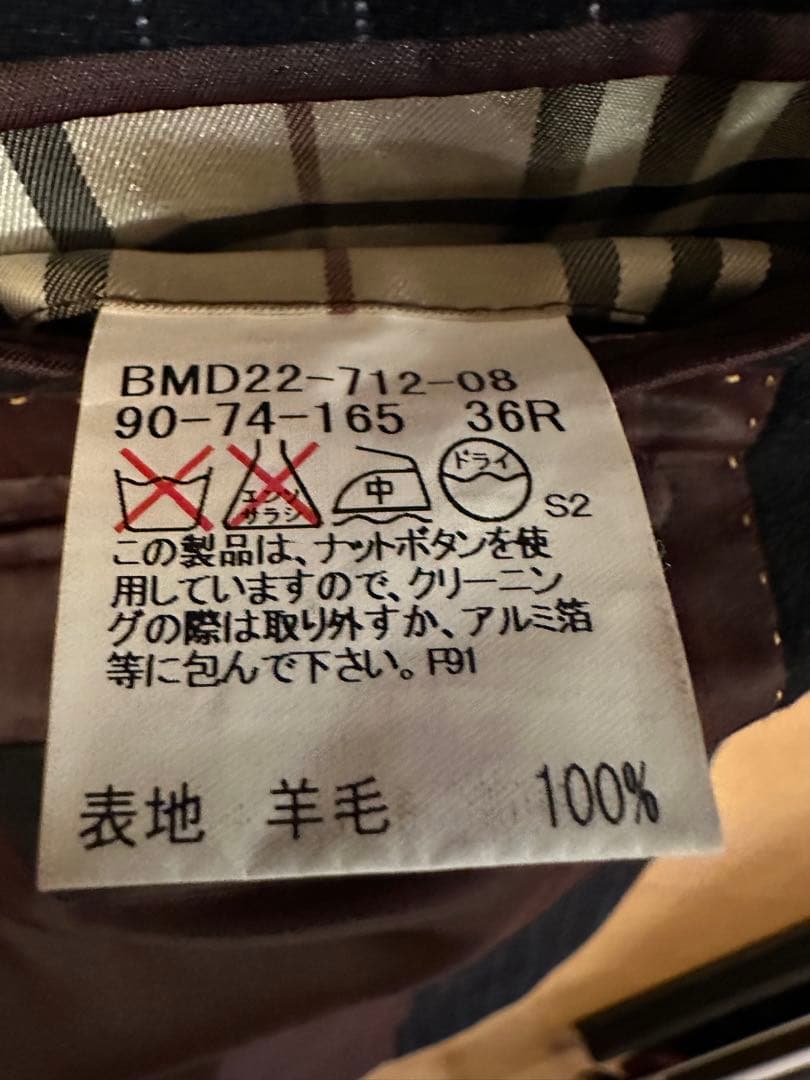 BMD22-712-08
90-74-165 36R
エンソ
サラシ
中
ドライ
S2
この製品は、ナットボタンを使
用していますので、クリーニン
グの際は取り外すか、アルミ箔
等に包んで下さい。F91
表地 羊毛 100%